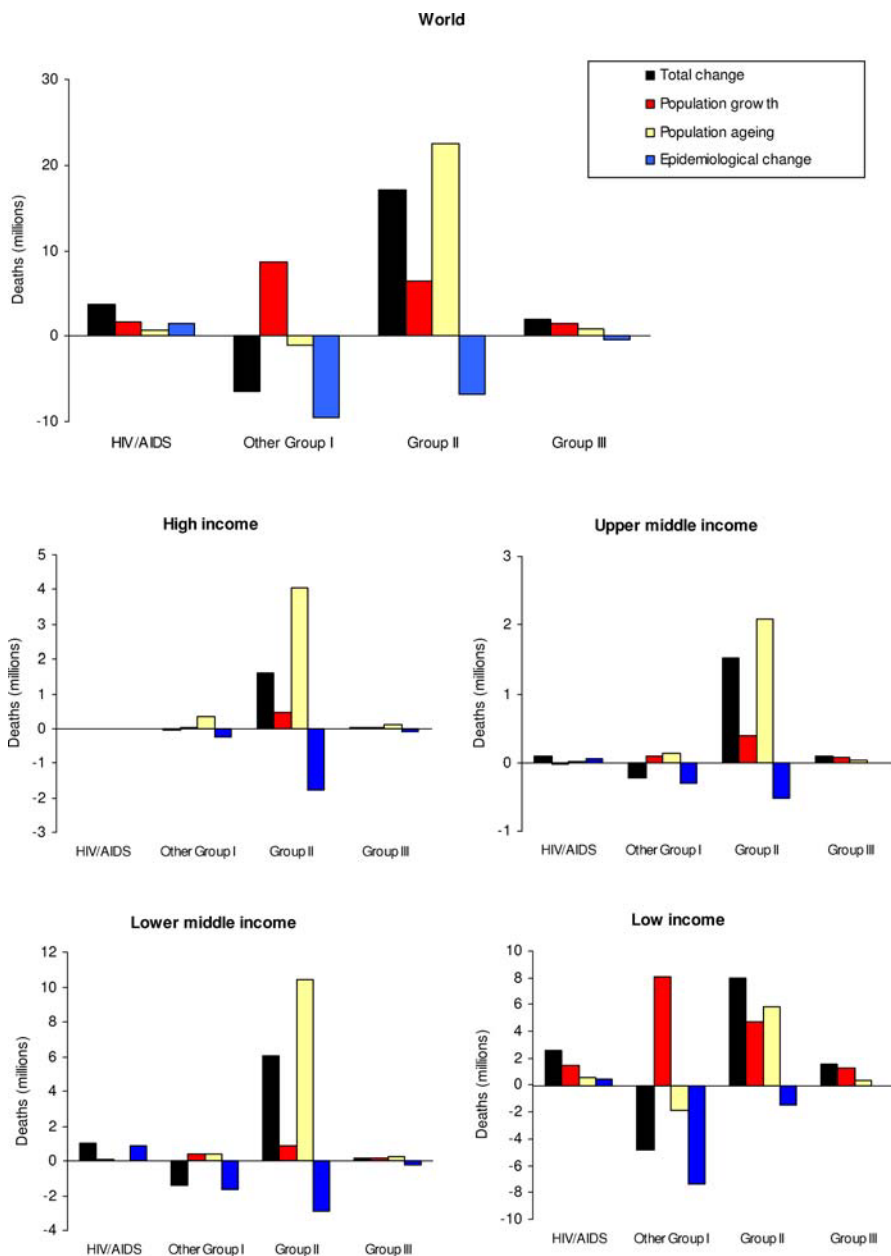 World
Total change
Population growth
Population ageing
Epidemiological change
Deaths (millions)
30
20
10
0
-10
HIV/AIDS Other Group I Group II Group III
High income
Deaths (millions)
5
4
3
2
1
0
-1
-2
-3
HIV/AIDS Other Group I Group II Group III
Upper middle income
Deaths (millions)
3
2
1
0
-1
HIV/AIDS Other Group I Group II Group III
Lower middle income
Deaths (millions)
12
10
8
6
4
2
0
-2
-4
HIV/AIDS Other Group I Group II Group III
Low income
Deaths (millions)
10
8
6
4
2
0
-2
-4
-6
-8
-10
HIV/AIDS Other Group I Group II Group III